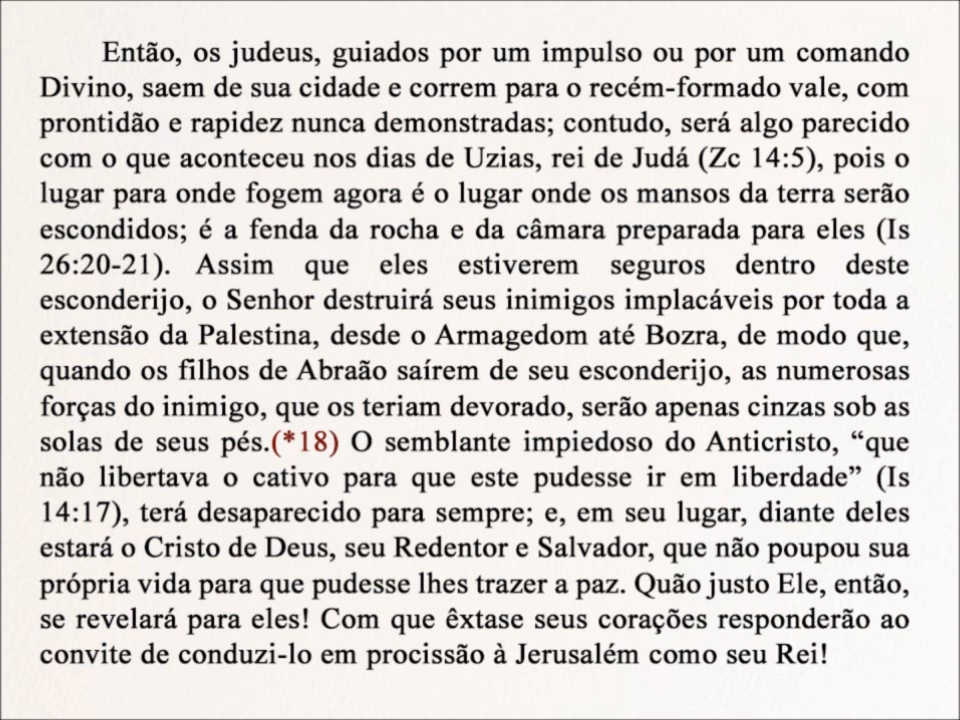 Então, os judeus, guiados por um impulso ou por um comando
Divino, saem de sua cidade e correm para o recém-formado vale, com
prontidão e rapidez nunca demonstradas; contudo, será algo parecido
com o que aconteceu nos dias de Uzias, rei de Judá (Zc 14:5), pois o
lugar para onde fogem agora é o lugar onde os mansos da terra serão
escondidos; é a fenda da rocha e da câmara preparada para eles (Is
26:20-21). Assim que eles estiverem seguros dentro deste
esconderijo, o Senhor destruirá seus inimigos implacáveis por toda a
extensão da Palestina, desde o Armagedom até Bozra, de modo que,
quando os filhos de Abraão saírem de seu esconderijo, as numerosas
forças do inimigo, que os teriam devorado, serão apenas cinzas sob as
solas de seus pés.(*18) O semblante impiedoso do Anticristo, “que
não libertava o cativo para que este pudesse ir em liberdade” (Is
14:17), terá desaparecido para sempre; e, em seu lugar, diante deles
estará o Cristo de Deus, seu Redentor e Salvador, que não poupou sua
própria vida para que pudesse lhes trazer a paz. Quão justo Ele, então,
se revelará para eles! Com que êxtase seus corações responderão ao
convite de conduzi-lo em procissão à Jerusalém como seu Rei!